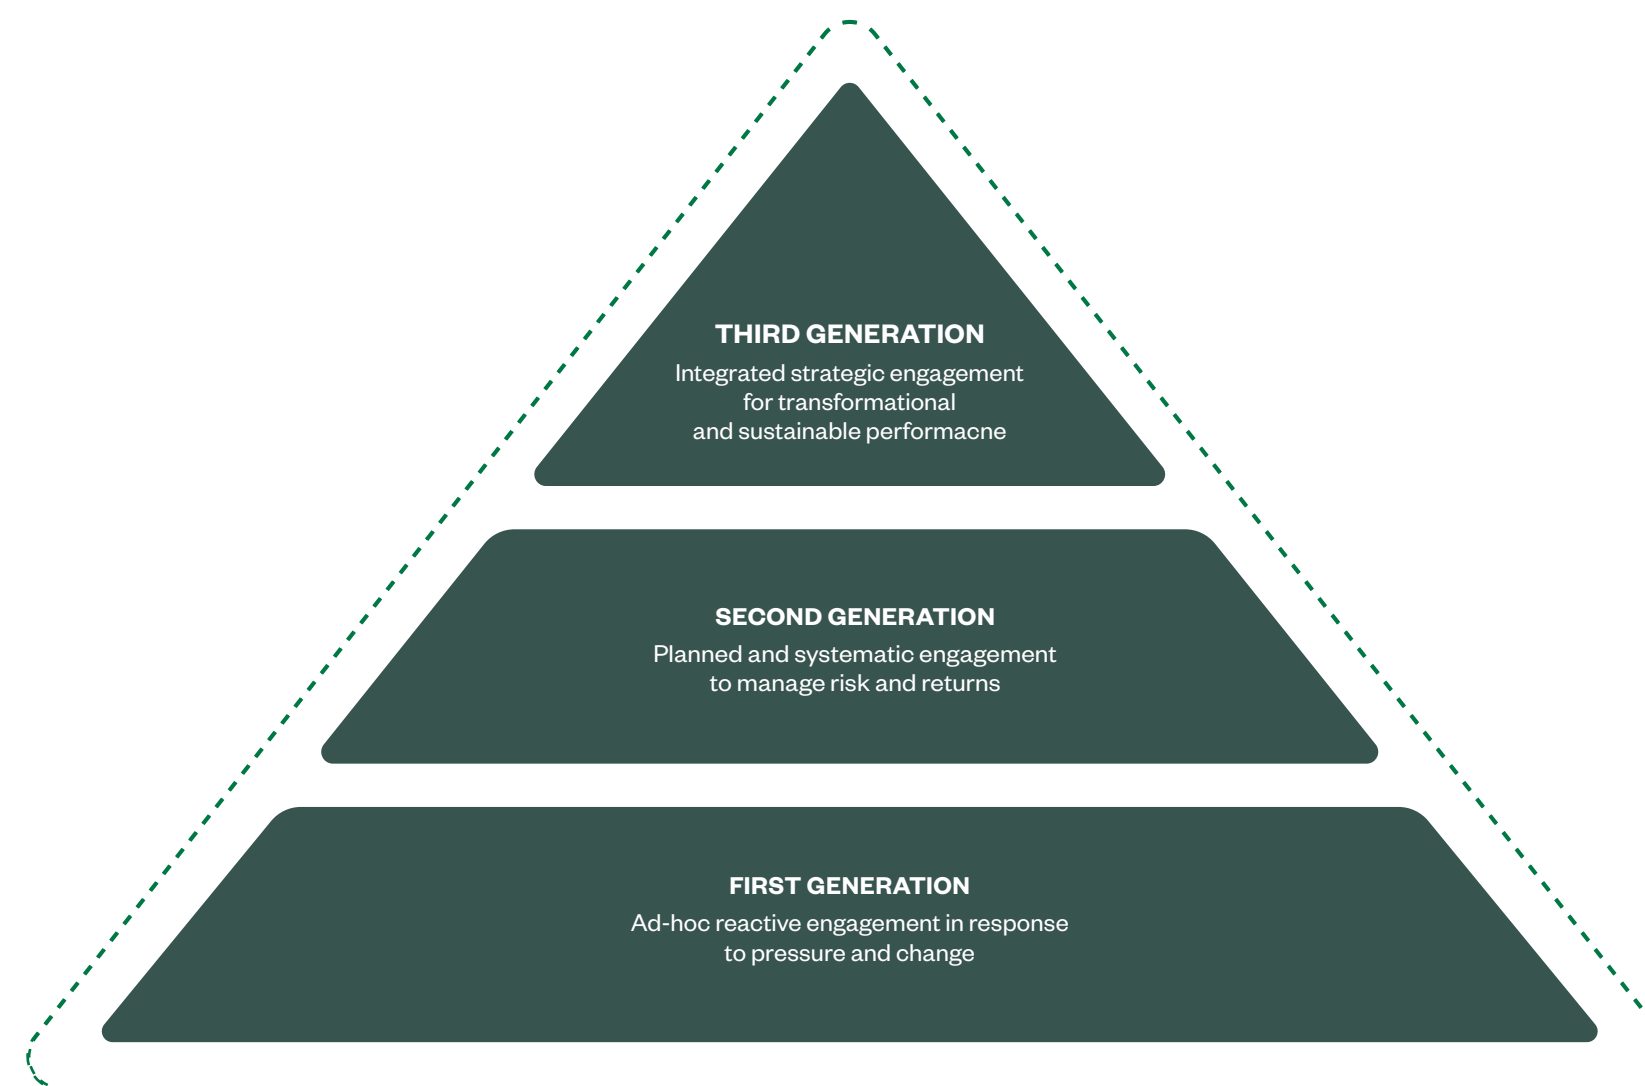 THIRD GENERATION
Integrated strategic engagement
for transformational
and sustainable performacne
SECOND GENERATION
Planned and systematic engagement
to manage risk and returns
FIRST GENERATION
Ad-hoc reactive engagement in response
to pressure and change